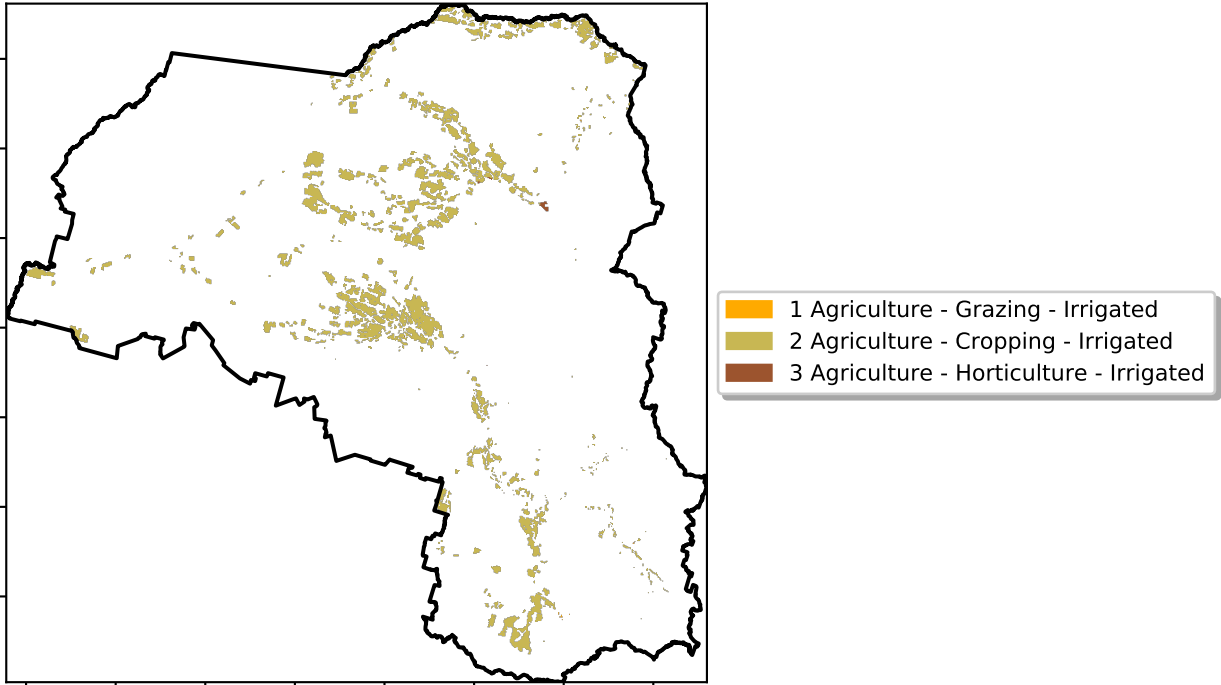 1 Agriculture - Grazing - Irrigated
2 Agriculture - Cropping - Irrigated
3 Agriculture - Horticulture - Irrigated